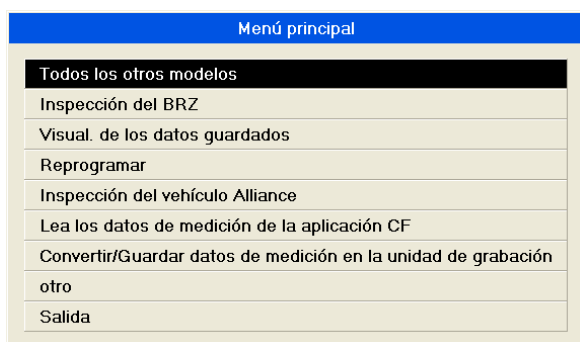 Menú principal
Todos los otros modelos
Inspección del BRZ
Visual. de los datos guardados
Reprogramar
Inspección del vehículo Alliance
Lea los datos de medición de la aplicación CF
Convertir/Guardar datos de medición en la unidad de grabación
otro
Salida